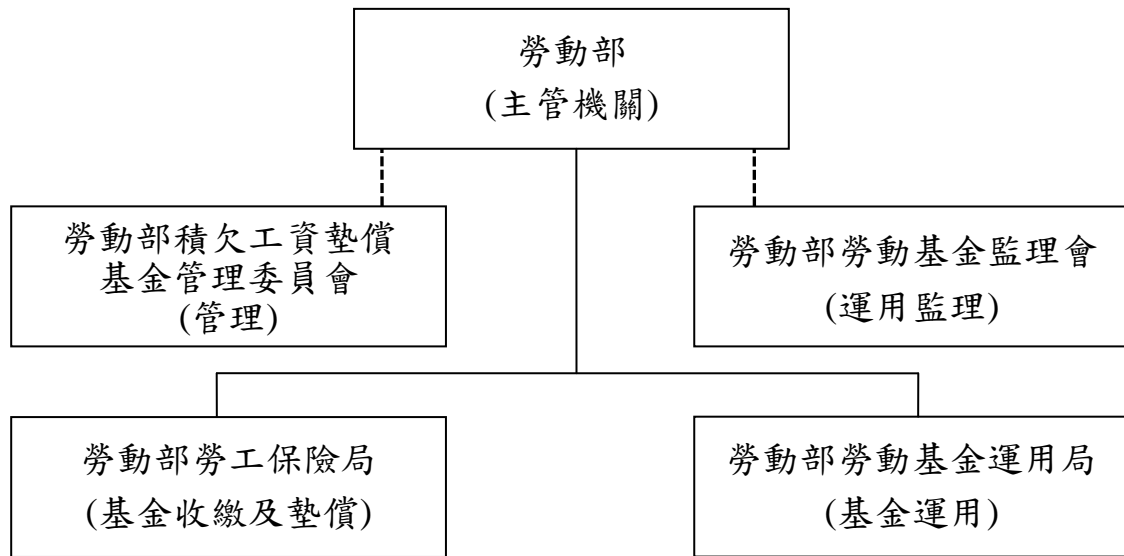 勞動部
(主管機關)
勞動部積欠工資墊償
基金管理委員會
(管理)
勞動部勞動基金監理會
(運用監理)
勞動部勞工保險局
(基金收繳及墊償)
勞動部勞動基金運用局
(基金運用)